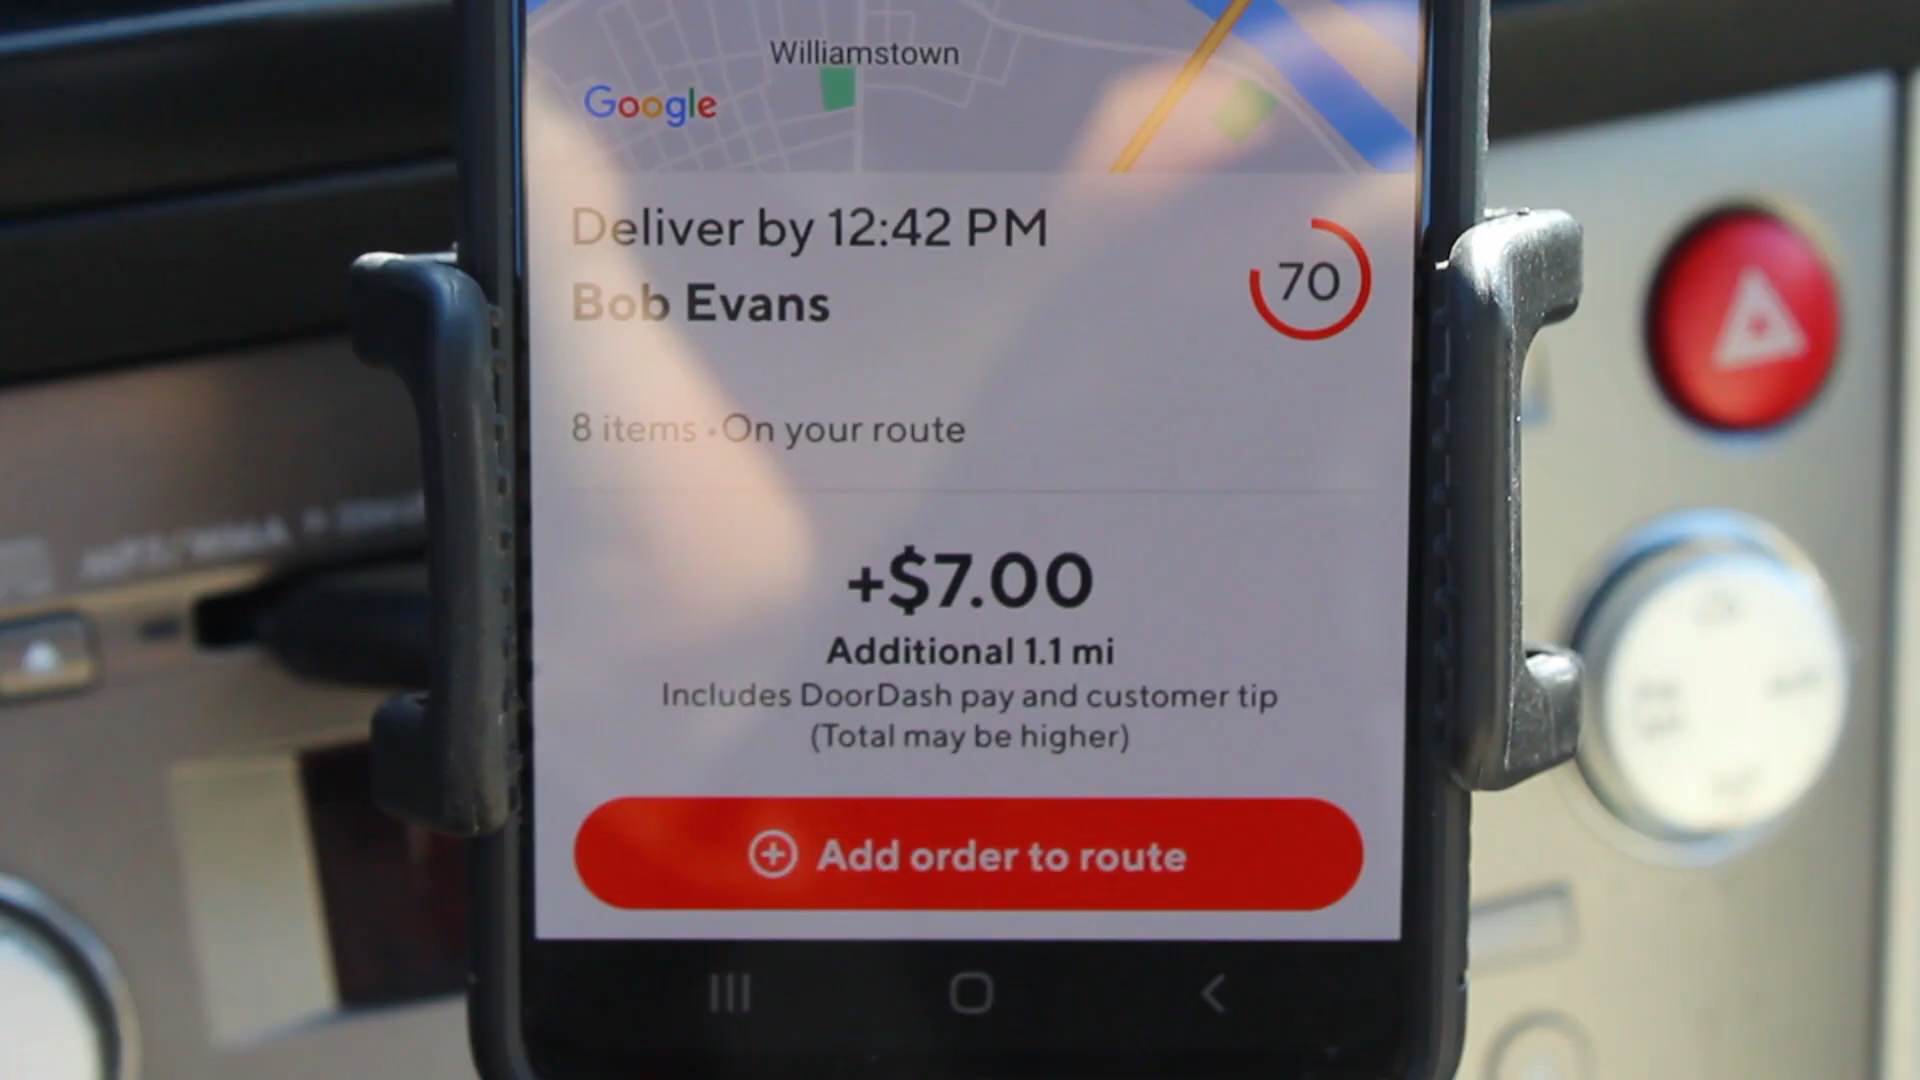 Williamstown
Google
Deliver by 12:42 PM
70
Bob Evans
8 items · On your route
+$7.00
Additional 1.1 mi
Includes DoorDash pay and customer tip
(Total may be higher)
Add order to route